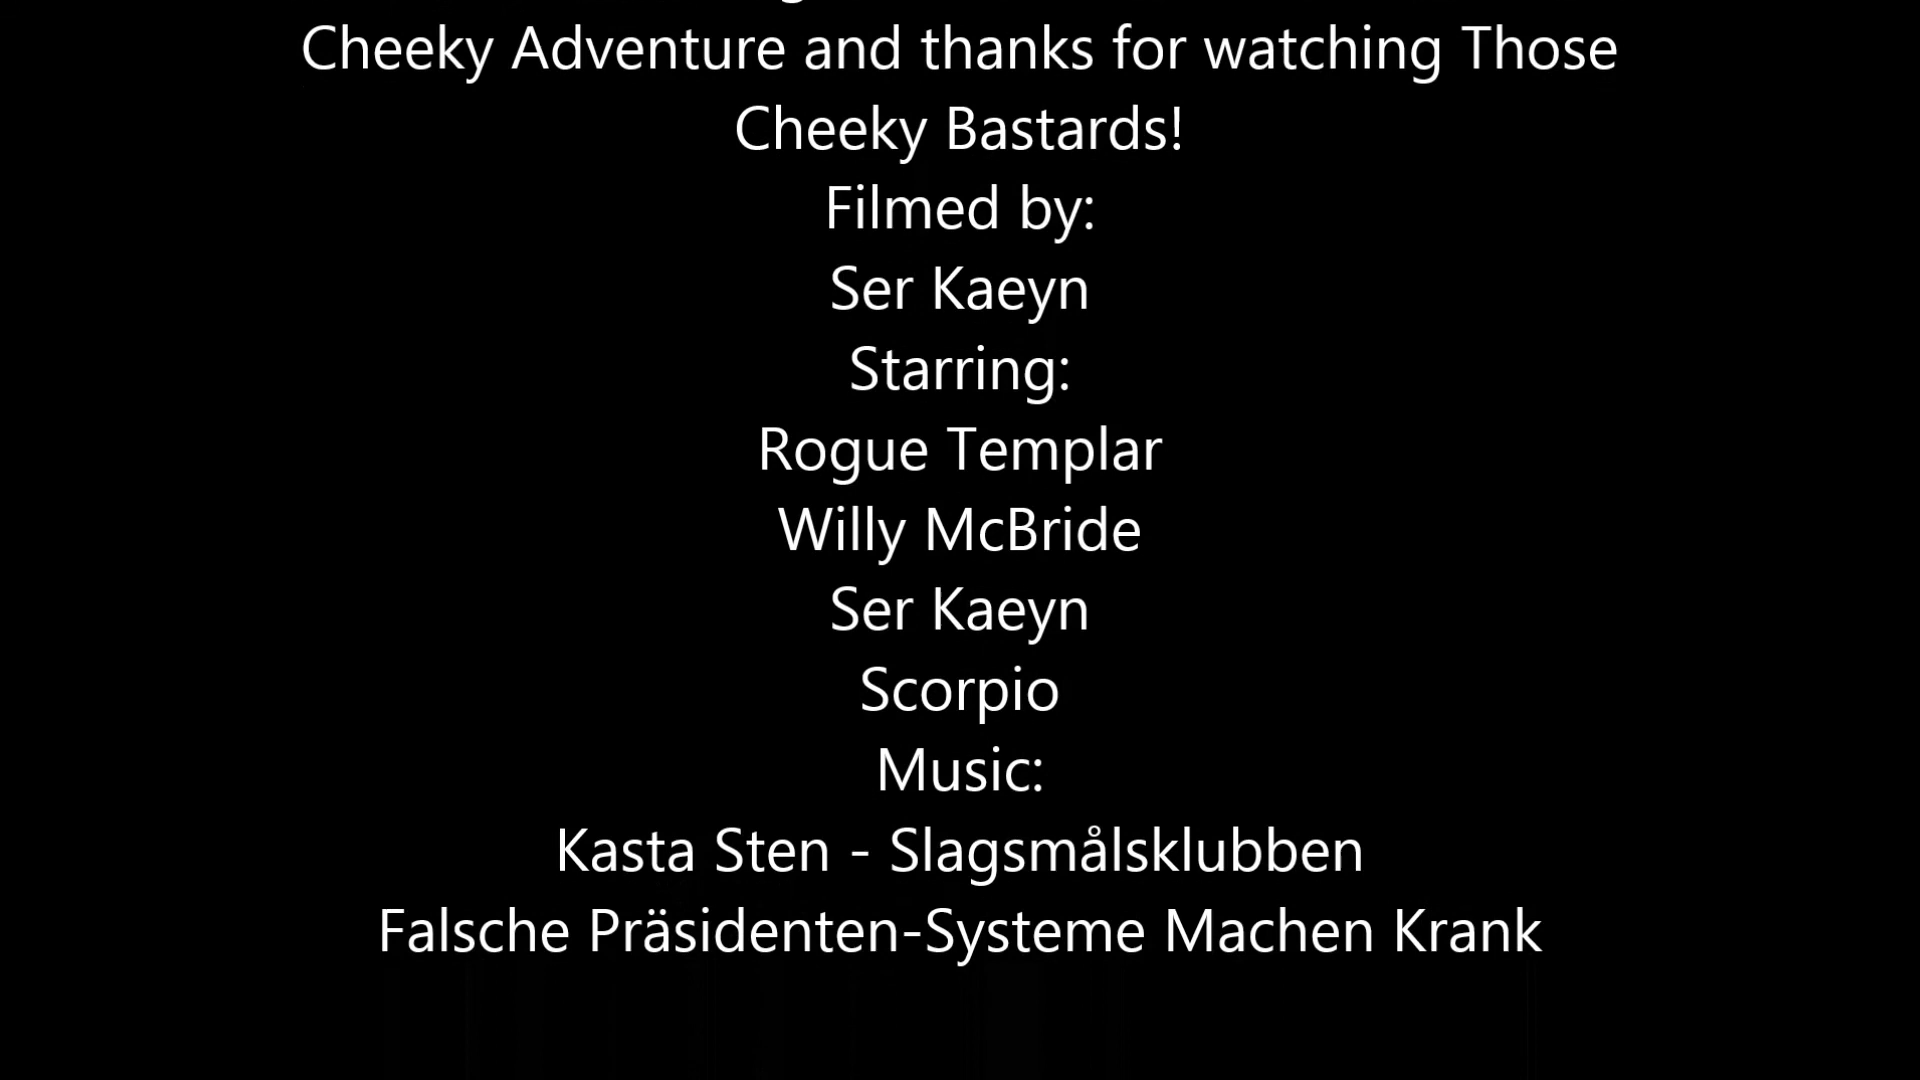 Cheeky Adventure and thanks for watching Those
Cheeky Bastards!
Filmed by:
Ser Kaeyn
Starring:
Rogue Templar
Willy McBride
Ser Kaeyn
Scorpio
Music:
Kasta Sten - Slagsmålsklubben
Falsche Präsidenten-Systeme Machen Krank